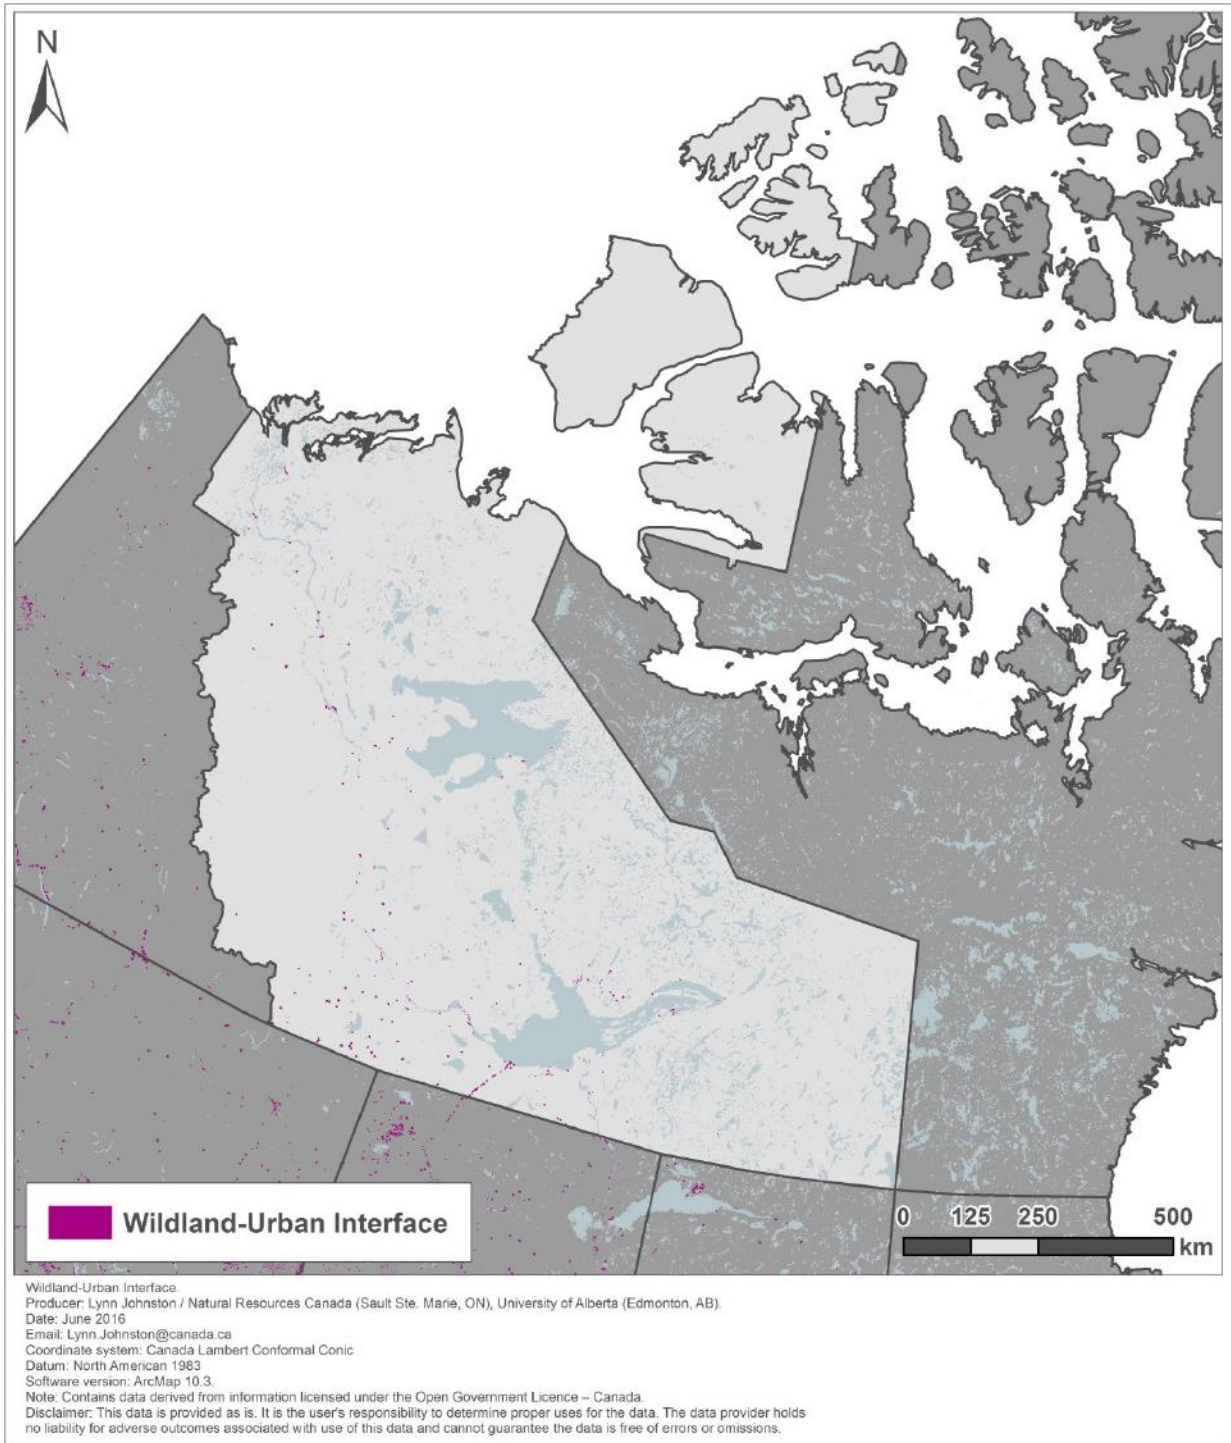 N
Wildland-Urban Interface
0 125 250 500
km
Wildland-Urban Interface.
Producer: Lynn Johnston / Natural Resources Canada (Sault Ste. Marie, ON), University of Alberta (Edmonton, AB).
Date: June 2016
Email: Lynn.Johnston@canada.ca
Coordinate system: Canada Lambert Conformal Conic
Datum: North American 1983
Software version: ArcMap 10.3.
Note: Contains data derived from information licensed under the Open Government Licence – Canada.
Disclaimer: This data is provided as is. It is the user's responsibility to determine proper uses for the data. The data provider holds
no liability for adverse outcomes associated with use of this data and cannot guarantee the data is free of errors or omissions.